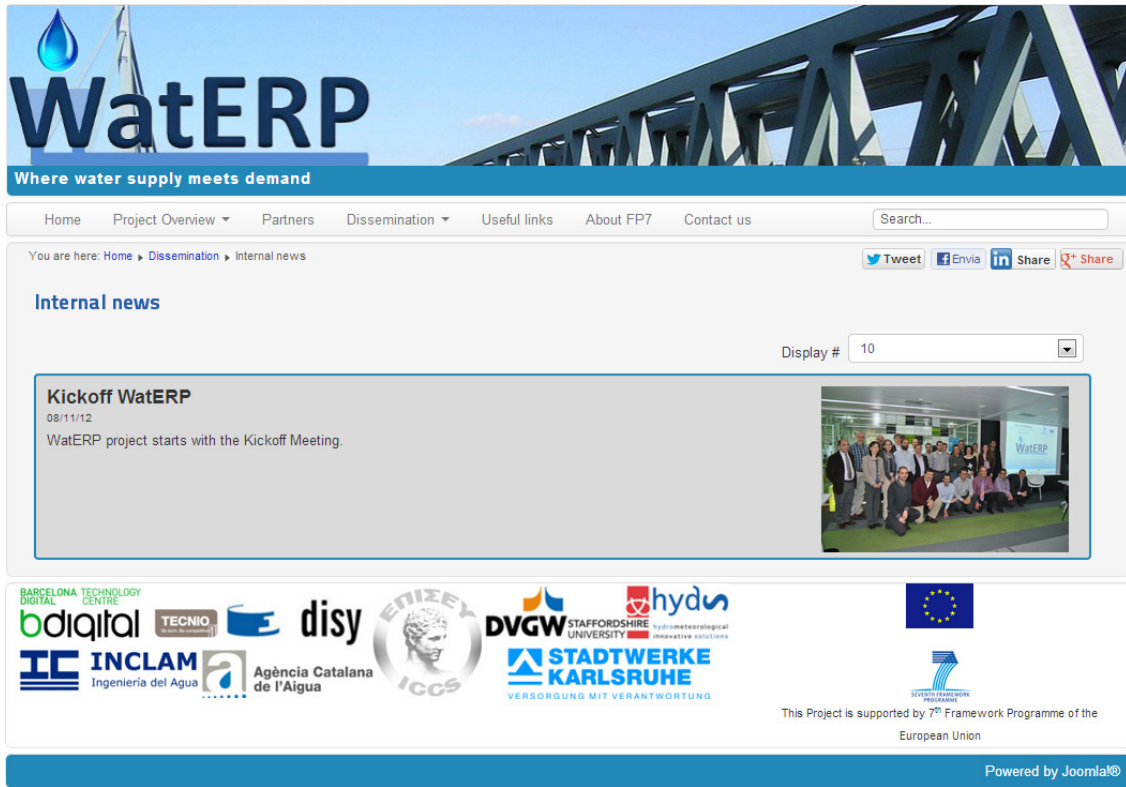 WatERP
Where water supply meets demand
Home Project Overview Partners Dissemination Useful links About FP7 Contact us Search...
You are here: Home Dissemination Internal news Tweet Envia Share Share
Internal news
Display # 10
Kickoff WatERP
08/11/12
WatERP project starts with the Kickoff Meeting.
WatERP
BARCELONA TECHNOLOGY
DIGITAL CENTRE
bdigital
TECNIO
disy
ΕΠΙΣΕΥ
ICCS
DVGW
STAFFORDSHIRE
UNIVERSITY
hyds
hydrometeorological
innovative solutions
INCLAM
Ingeniería del Agua
Agència Catalana
de l'Aigua
STADTWERKE
KARLSRUHE
VERSORGUNG MIT VERANTWORTUNG
7
SEVENTH FRAMEWORK
PROGRAMME
This Project is supported by 7th Framework Programme of the
European Union
Powered by Joomla!®